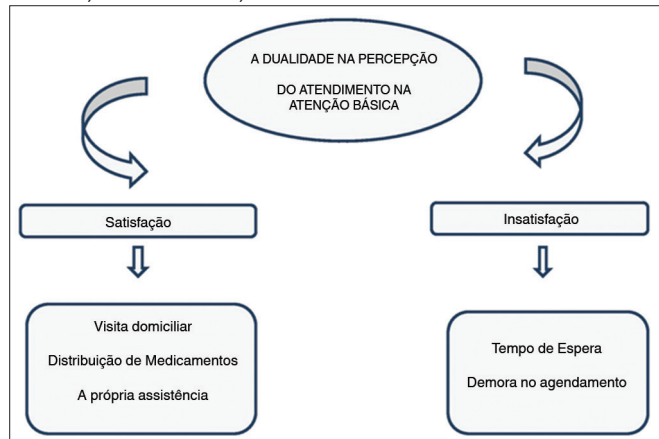 A DUALIDADE NA PERCEPÇÃO
DO ATENDIMENTO NA
ATENÇÃO BÁSICA
Satisfação
Insatisfação
Visita domiciliar
Distribuição de Medicamentos
A própria assistência
Tempo de Espera
Demora no agendamento